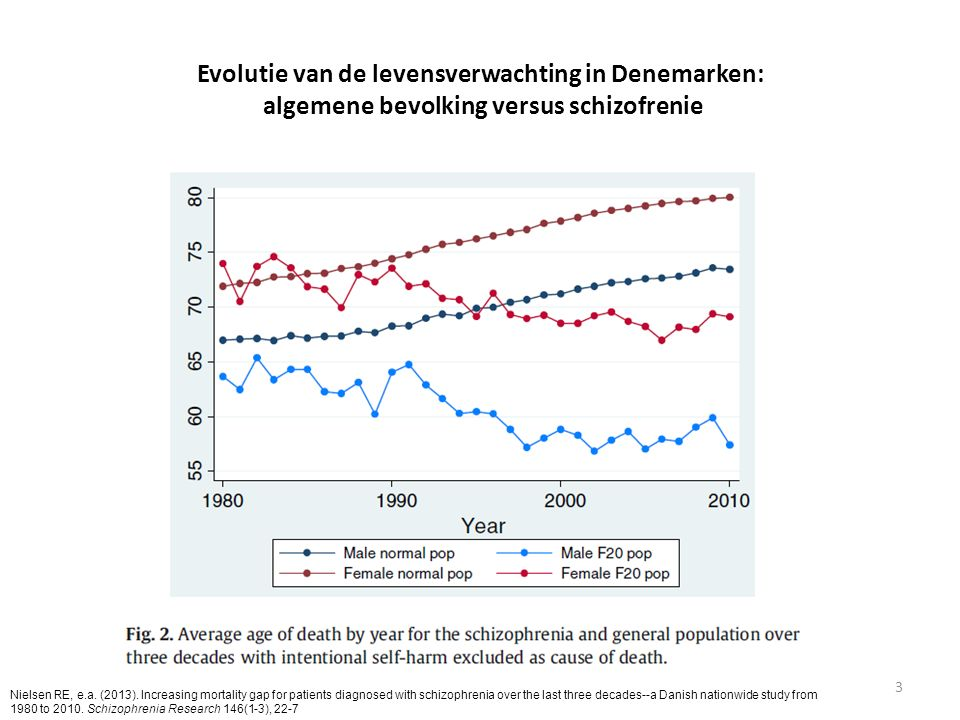 Evolutie van de levensverwachting in Denemarken:
algemene bevolking versus schizofrenie
80
75
70
65
60
55
1980
1990
2000
2010
Year
Male normal pop
Male F20 pop
Female normal pop
Female F20 pop
Fig. 2. Average age of death by year for the schizophrenia and general population over
three decades with intentional self-harm excluded as cause of death.
Nielsen RE, e.a. (2013). Increasing mortality gap for patients diagnosed with schizophrenia over the last three decades--a Danish nationwide study from
1980 to 2010. Schizophrenia Research 146(1-3), 22-7
3